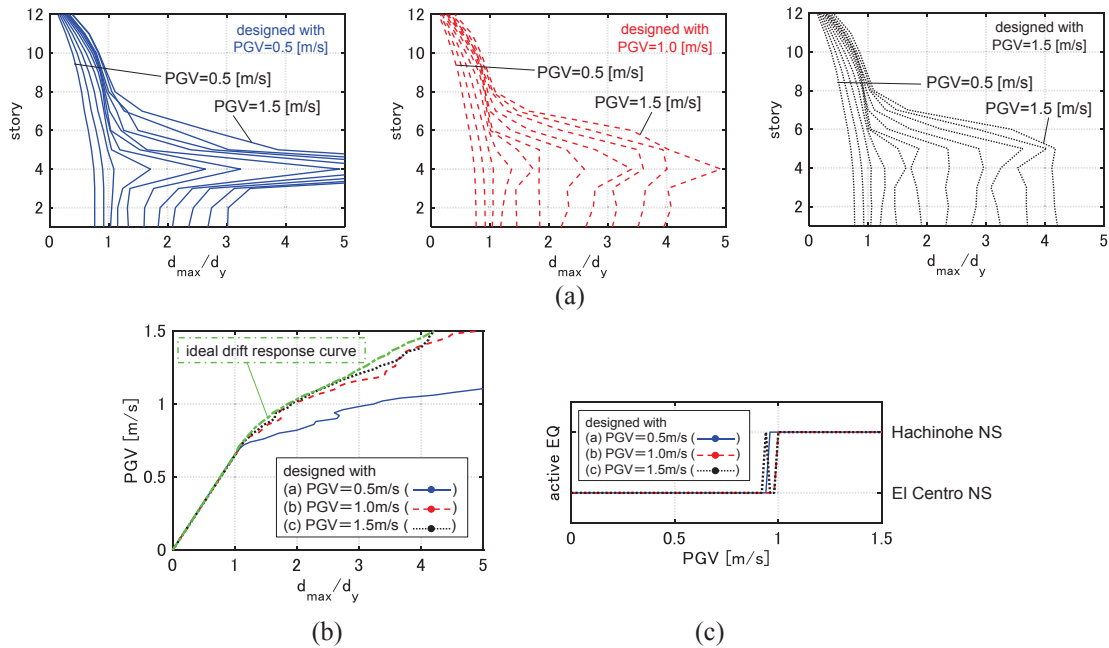 12
10
8
6
4
2
story
0
1
2
3
4
5
d_max/d_y
designed with
PGV=0.5 [m/s]
PGV=0.5 [m/s]
PGV=1.5 [m/s]
12
10
8
6
4
2
story
0
1
2
3
4
5
d_max/d_y
designed with
PGV=1.0 [m/s]
PGV=0.5 [m/s]
PGV=1.5 [m/s]
12
10
8
6
4
2
story
0
1
2
3
4
5
d_max/d_y
designed with
PGV=1.5 [m/s]
PGV=0.5 [m/s]
PGV=1.5 [m/s]
(a)
1.5
1
0.5
0
PGV [m/s]
ideal drift response curve
designed with
(a) PGV=0.5m/s ( )
(b) PGV=1.0m/s ( )
(c) PGV=1.5m/s ( )
0
1
2
3
4
5
d_max/d_y
(b)
active EQ
designed with
(a) PGV=0.5m/s ( )
(b) PGV=1.0m/s ( )
(c) PGV=1.5m/s ( )
Hachinohe NS
El Centro NS
0
0.5
1
1.5
PGV [m/s]
(c)